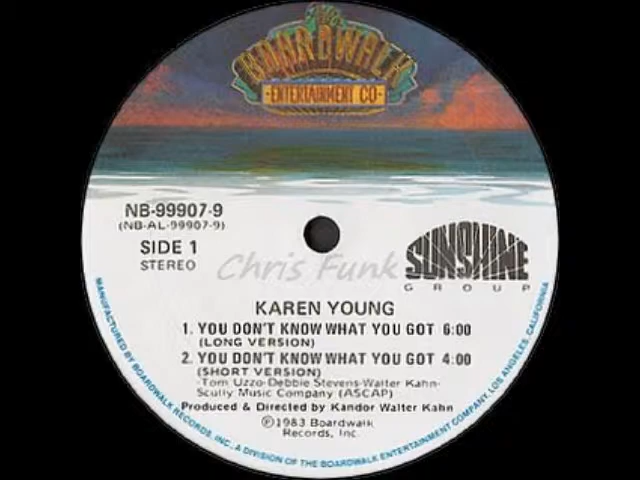 The
BOARDWALK
ENTERTAINMENT CO
NB-99907-9
(NB-AL-99907-9)
SIDE 1
STEREO
Chris Funk
SUNSHINE
GROUP
KAREN YOUNG
1. YOU DON'T KNOW WHAT YOU GOT 6:00
(LONG VERSION)
2. YOU DON'T KNOW WHAT YOU GOT 4:00
(SHORT VERSION)
-Tom Uzzo-Debbie Stevens-Walter Kahn-
Scully Music Company (ASCAP)
Produced & Directed by Kandor Walter Kahn
Ⓟ1983 Boardwalk
Records, Inc.
MANUFACTURED BY BOARDWALK RECORDS, INC., A DIVISION OF THE BOARDWALK ENTERTAINMENT COMPANY, LOS ANGELES, CALIFORNIA